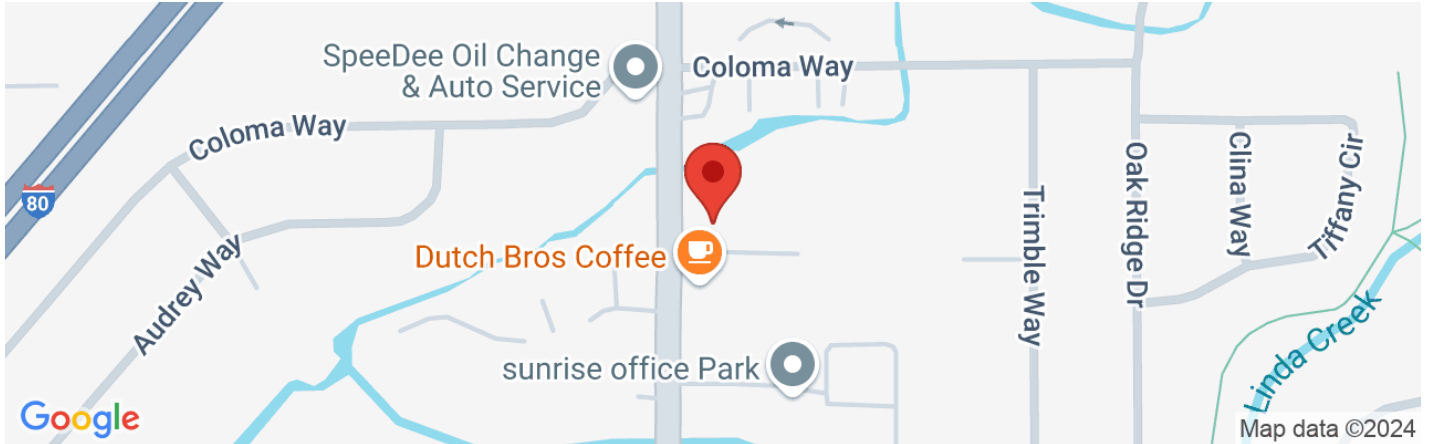 SpeeDee Oil Change
& Auto Service
Coloma Way
Coloma Way
80
Audrey Way
Dutch Bros Coffee
sunrise office Park
Trimble Way
Oak Ridge Dr
Clina Way
Tiffany Cir
Linda Creek
Google
Map data ©2024